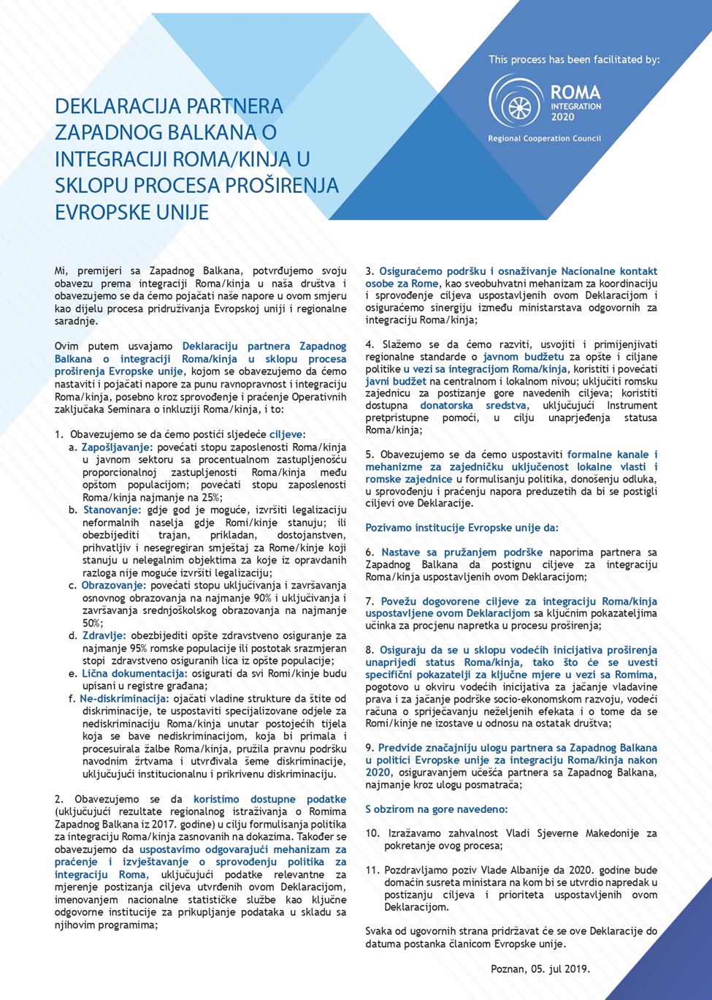 This process has been facilitated by:
ROMA
INTEGRATION
2020
Regional Cooperation Council
DEKLARACIJA PARTNERA
ZAPADNOG BALKANA O
INTEGRACIJI ROMA/KINJA U
SKLOPU PROCESA PROŠIRENJA
EVROPSKE UNIJE
Mi, premijeri sa Zapadnog Balkana, potvrđujemo svoju
obavezu prema integraciji Roma/kinja u naša društva i
obavezujemo se da ćemo pojačati naše napore u ovom smjeru
kao dijelu procesa pridruživanja Evropskoj uniji i regionalne
saradnje.
Ovim putem usvajamo Deklaraciju partnera Zapadnog
Balkana o integraciji Roma/kinja u sklopu procesa
proširenja Evropske unije, kojom se obavezujemo da ćemo
nastaviti i pojačati napore za punu ravnopravnost i integraciju
Roma/kinja, posebno kroz sprovođenje i praćenje Operativnih
zaključaka Seminara o inkluziji Roma/kinja, i to:
1. Obavezujemo se da ćemo postići sljedeće ciljeve:
a. Zapošljavanje: povećati stopu zaposlenosti Roma/kinja
u javnom sektoru sa procentualnom zastupljenošću
proporcionalnoj zastupljenosti Roma/kinja među
opštom populacijom; povećati stopu zaposlenosti
Roma/kinja najmanje na 25%;
b. Stanovanje: gdje god je moguće, izvršiti legalizaciju
neformalnih naselja gdje Romi/kinje stanuju; ili
obezbijediti trajan, prikladan, dostojanstven,
prihvatljiv i nesegregiran smještaj za Rome/kinje koji
stanuju u nelegalnim objektima za koje iz opravdanih
razloga nije moguće izvršiti legalizaciju;
c. Obrazovanje: povećati stopu uključivanja i završavanja
osnovnog obrazovanja na najmanje 90% i uključivanja i
završavanja srednjoškolskog obrazovanja na najmanje
50%;
d. Zdravlje: obezbijediti opšte zdravstveno osiguranje za
najmanje 95% romske populacije ili postotak srazmjeran
stopi zdravstveno osiguranih lica iz opšte populacije;
e. Lična dokumentacija: osigurati da svi Romi/kinje budu
upisani u registre građana;
f. Ne-diskriminacija: ojačati vladine strukture da štite od
diskriminacije, te uspostaviti specijalizovane odjele za
nediskriminaciju Roma/kinja unutar postojećih tijela
koja se bave nediskriminacijom, koja bi primala i
procesuirala žalbe Roma/kinja, pružila pravnu podršku
navodnim žrtvama i utvrđivala šeme diskriminacije,
uključujući institucionalnu i prikrivenu diskriminaciju.
2. Obavezujemo se da koristimo dostupne podatke
(uključujući rezultate regionalnog istraživanja o Romima
Zapadnog Balkana iz 2017. godine) u cilju formulisanja politika
za integraciju Roma/kinja zasnovanih na dokazima. Također se
obavezujemo da uspostavimo odgovarajući mehanizam za
praćenje i izvještavanje o sprovođenju politika za
integraciju Roma, uključujući podatke relevantne za
mjerenje postizanja ciljeva utvrđenih ovom Deklaracijom,
imenovanjem nacionalne statističke službe kao ključne
odgovorne institucije za prikupljanje podataka u skladu sa
njihovim programima;
3. Osiguraćemo podršku i osnaživanje Nacionalne kontakt
osobe za Rome, kao sveobuhvatni mehanizam za koordinaciju
i sprovođenje ciljeva uspostavljenih ovom Deklaracijom i
osiguraćemo sinergiju između ministarstava odgovornih za
integraciju Roma/kinja;
4. Slažemo se da ćemo razviti, usvojiti i primijenjivati
regionalne standarde o javnom budžetu za opšte i ciljane
politike u vezi sa integracijom Roma/kinja, koristiti i povećati
javni budžet na centralnom i lokalnom nivou; uključiti romsku
zajednicu za postizanje gore navedenih ciljeva; koristiti
dostupna donatorska sredstva, uključujući Instrument
pretpristupne pomoći, u cilju unaprjeđenja statusa
Roma/kinja;
5. Obavezujemo se da ćemo uspostaviti formalne kanale i
mehanizme za zajedničku uključenost lokalne vlasti i
romske zajednice u formulisanju politika, donošenju odluka,
u sprovođenju i praćenju napora preduzetih da bi se postigli
ciljevi ove Deklaracije.
Pozivamo institucije Evropske unije da:
6. Nastave sa pružanjem podrške naporima partnera sa
Zapadnog Balkana da postignu ciljeve za integraciju
Roma/kinja uspostavljenih ovom Deklaracijom;
7. Povežu dogovorene ciljeve za integraciju Roma/kinja
uspostavljene ovom Deklaracijom sa ključnim pokazateljima
učinka za procjenu napretka u procesu proširenja;
8. Osiguraju da se u sklopu vodećih inicijativa proširenja
unaprijedi status Roma/kinja, tako što će se uvesti
specifični pokazatelji za ključne mjere u vezi sa Romima,
pogotovo u okviru vodećih inicijativa za jačanje vladavine
prava i za jačanje podrške socio-ekonomskom razvoju, vodeći
računa o spriječavanju neželjenih efekata i o tome da se
Romi/kinje ne izostave u odnosu na ostatak društva;
9. Predvide značajniju ulogu partnera sa Zapadnog Balkana
u politici Evropske unije za integraciju Roma/kinja nakon
2020, osiguravanjem učešća partnera sa Zapadnog Balkana,
najmanje kroz ulogu posmatrača;
S obzirom na gore navedeno:
10. Izražavamo zahvalnost Vladi Sjeverne Makedonije za
pokretanje ovog procesa;
11. Pozdravljamo poziv Vlade Albanije da 2020. godine bude
domaćin susreta ministara na kom bi se utvrdio napredak u
postizanju ciljeva i prioriteta uspostavljenih ovom
Deklaracijom.
Svaka od ugovornih strana pridržavat će se ove Deklaracije do
datuma postanka članicom Evropske unije.
Poznan, 05. jul 2019.